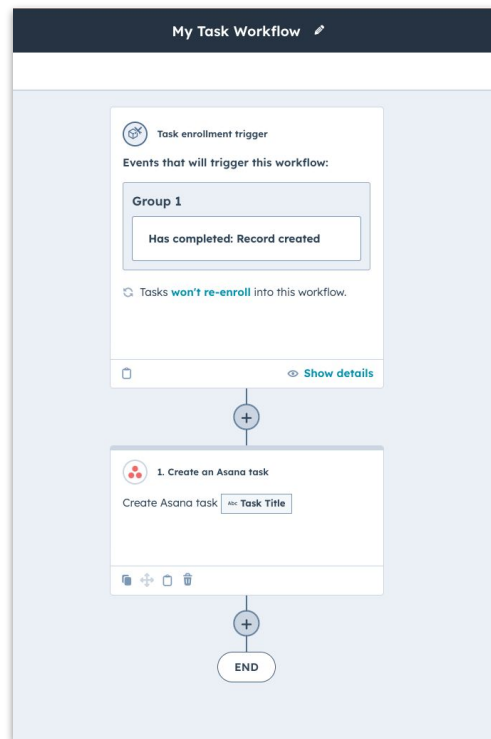 My Task Workflow
Task enrollment trigger
Events that will trigger this workflow:
Group 1
Has completed: Record created
Tasks won't re-enroll into this workflow.
Show details
+
1. Create an Asana task
Create Asana task Abc Task Title
+
END